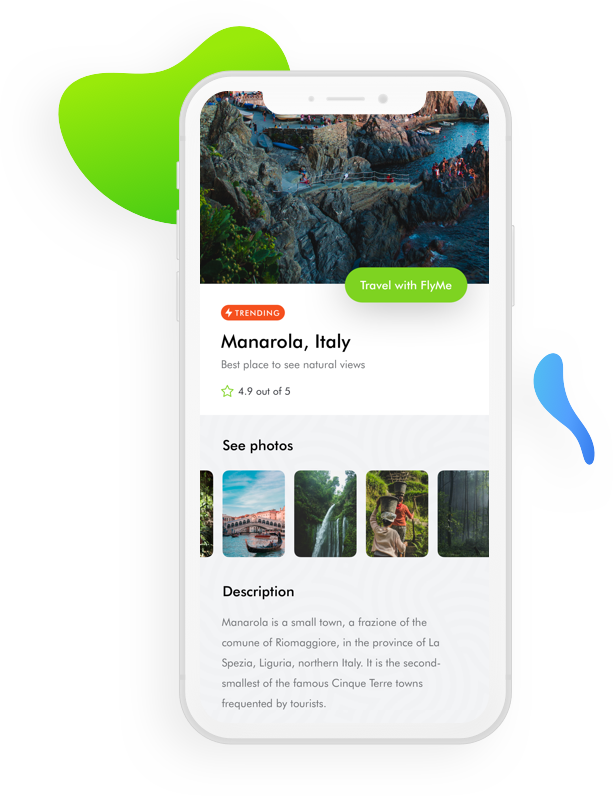 Travel with FlyMe
TRENDING
Manarola, Italy
Best place to see natural views
4.9 out of 5
See photos
Description
Manarola is a small town, a frazione of the
comune of Riomaggiore, in the province of La
Spezia, Liguria, northern Italy. It is the second-
smallest of the famous Cinque Terre towns
frequented by tourists.